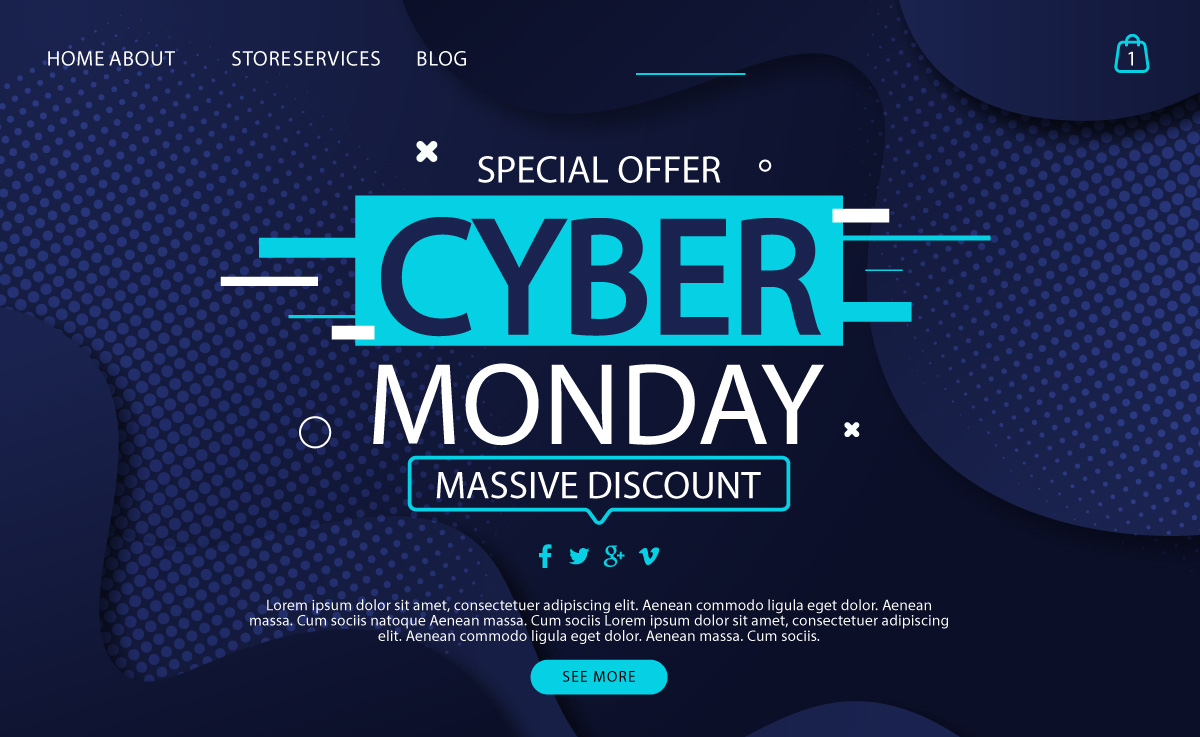 HOME ABOUT STORESERVICES BLOG
1
SPECIAL OFFER
CYBER
MONDAY
MASSIVE DISCOUNT
Lorem ipsum dolor sit amet, consectetuer adipiscing elit. Aenean commodo ligula eget dolor. Aenean
massa. Cum sociis natoque Aenean massa. Cum sociis Lorem ipsum dolor sit amet, consectetuer adipiscing
elit. Aenean commodo ligula eget dolor. Aenean massa. Cum sociis.
SEE MORE